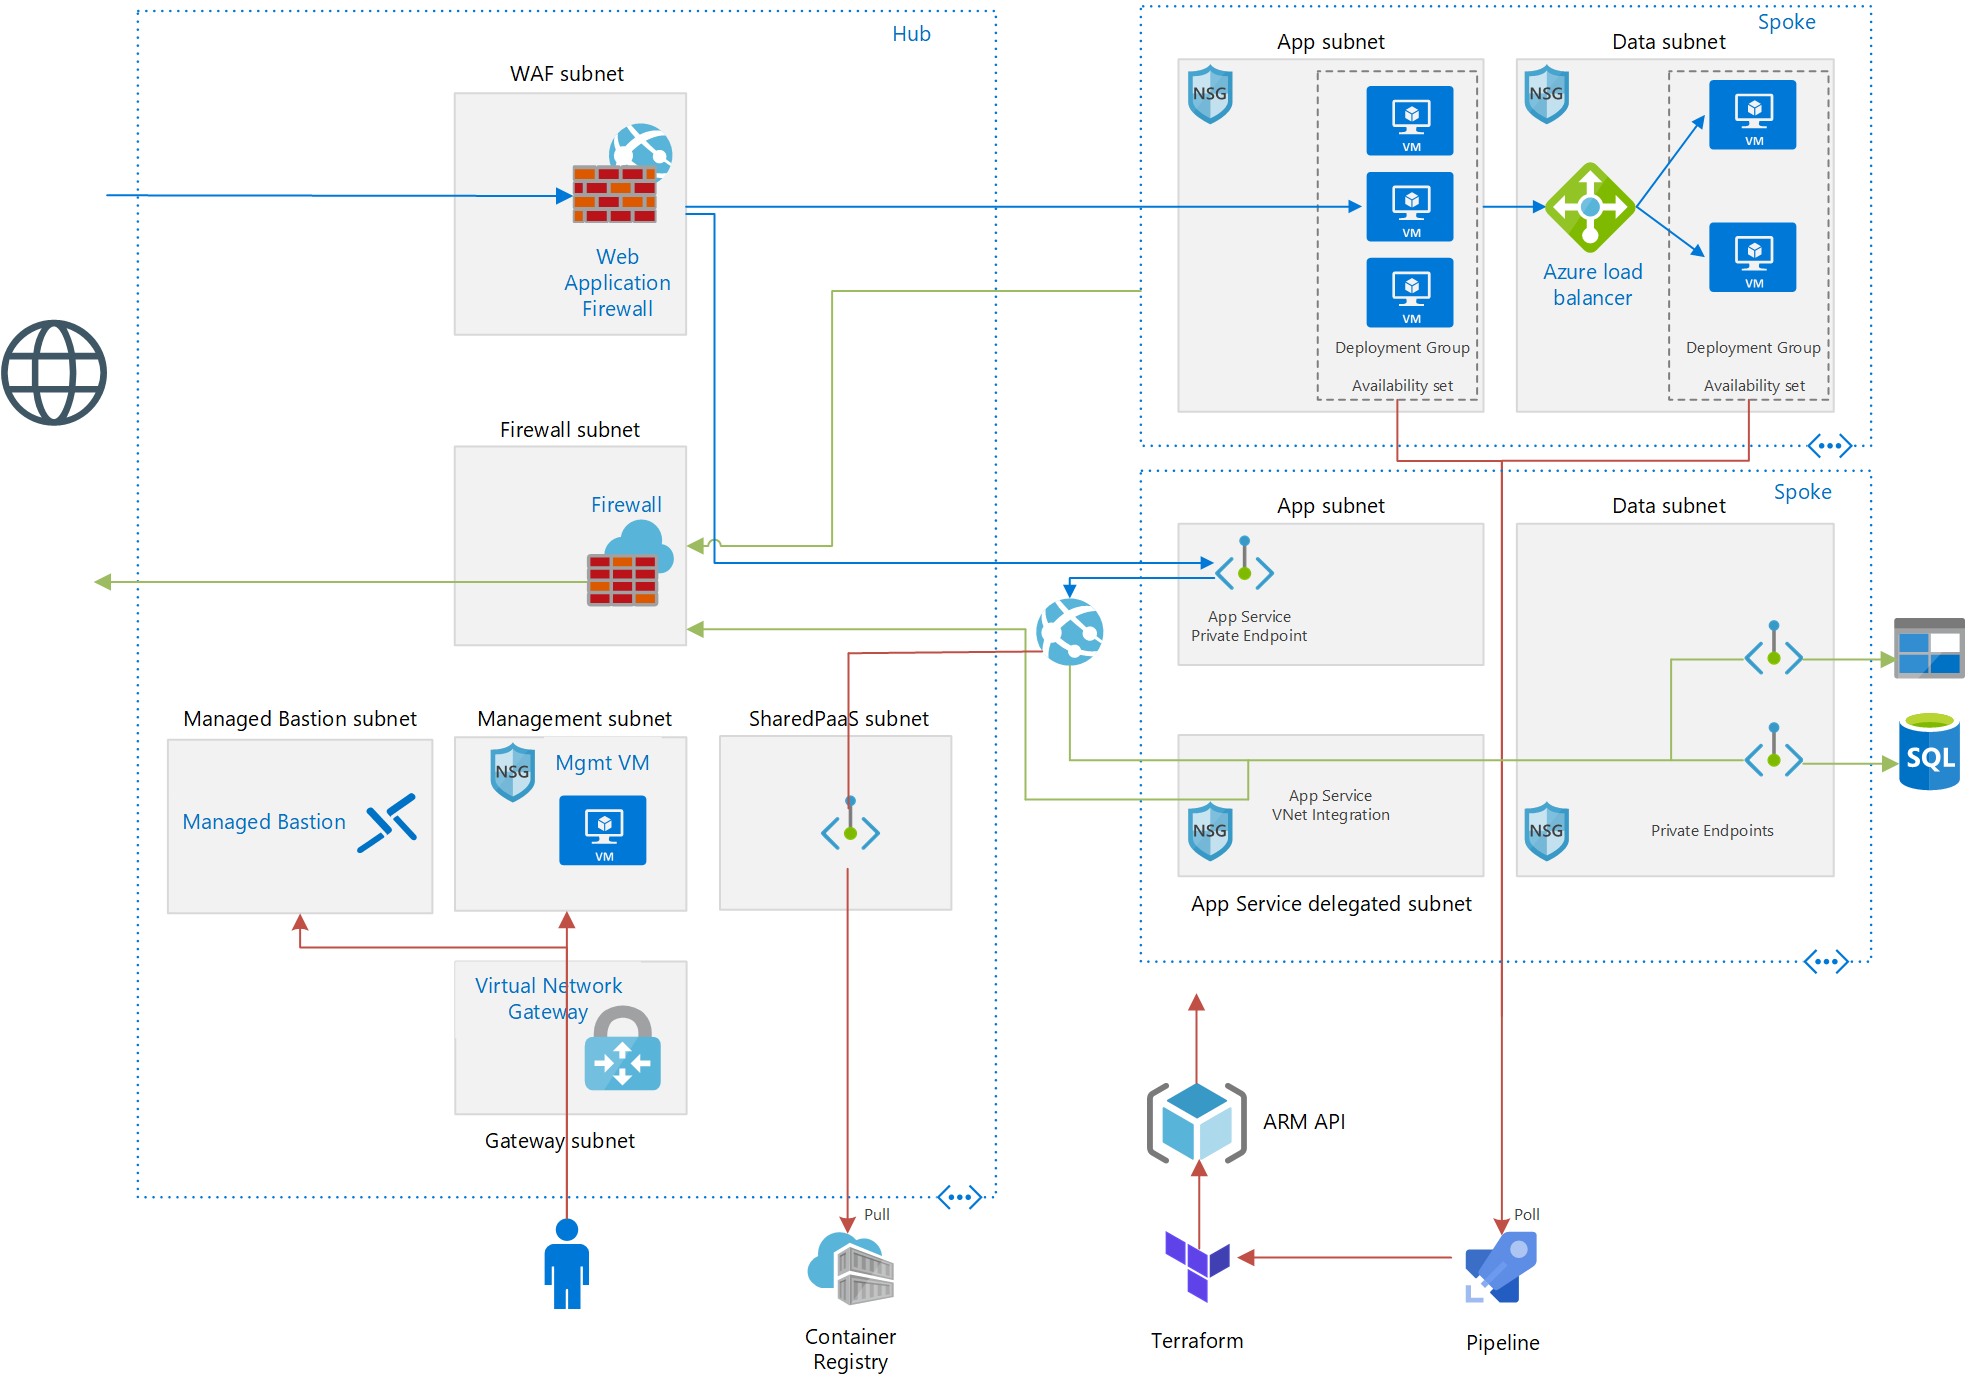 Hub
WAF subnet
Web
Application
Firewall
Firewall subnet
Firewall
Managed Bastion subnet
Managed Bastion
Management subnet
NSG
Mgmt VM
VM
SharedPaaS subnet
Virtual Network
Gateway
Gateway subnet
Pull
Container
Registry
Spoke
App subnet
NSG
VM
VM
VM
Deployment Group
Availability set
Data subnet
NSG
Azure load
balancer
VM
VM
Deployment Group
Availability set
Spoke
App subnet
App Service
Private Endpoint
App Service
VNet Integration
NSG
App Service delegated subnet
Data subnet
NSG
Private Endpoints
SQL
ARM API
Terraform
Poll
Pipeline